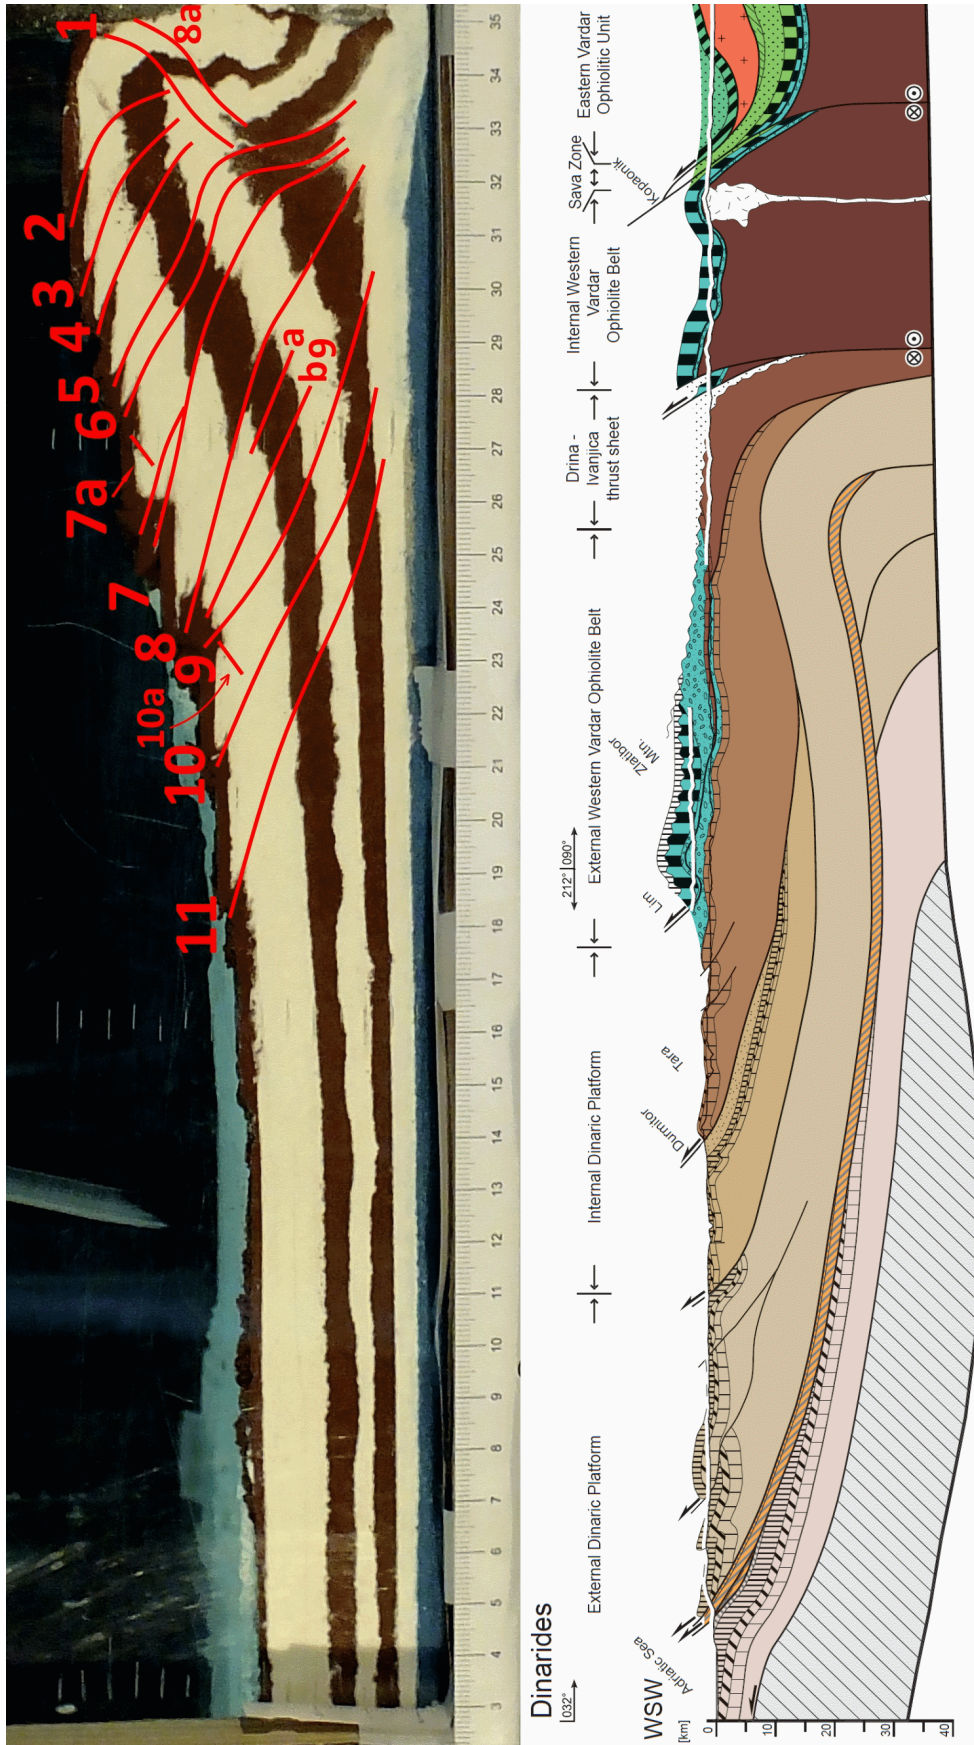 1
8a
2
3
4
5
6
7a
7
8
9
10a
10
11
a
b9
3
4
5
6
7
8
9
10
11
12
13
14
15
16
17
18
19
20
21
22
23
24
25
26
27
28
29
30
31
32
33
34
35
Dinarides
032°
212° | 090°
External Dinaric Platform
Internal Dinaric Platform
External Western Vardar Ophiolite Belt
Drina -
Ivanjica
thrust sheet
Internal Western
Vardar
Ophiolite Belt
Sava Zone
Eastern Vardar
Ophiolitic Unit
WSW
Adriatic Sea
Durmitor
Tara
Lim
Zlatibor
Mtn.
Kopaonik
[km]
0
10
20
30
40